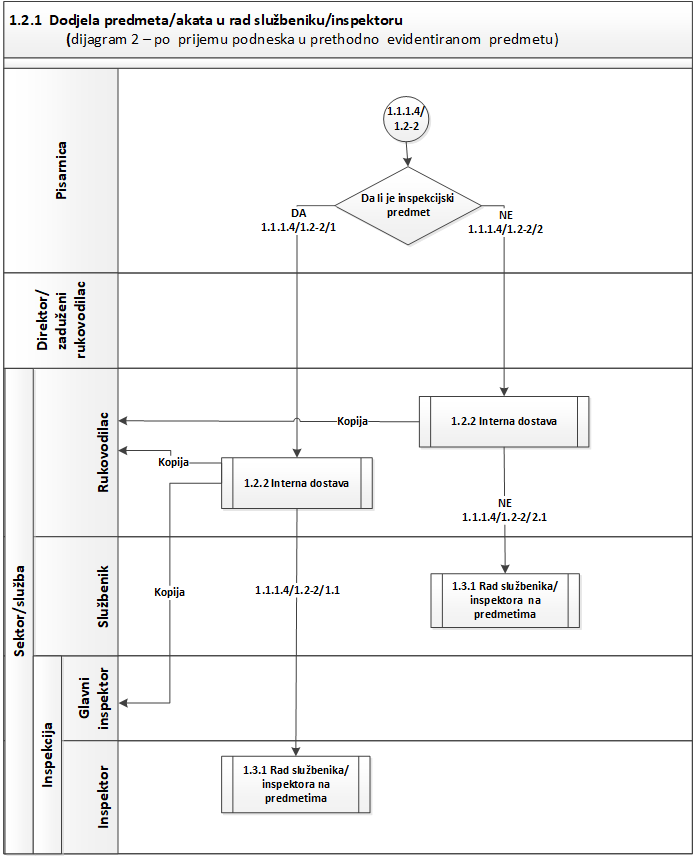 1.2.1 Dodjela predmeta/akata u rad službeniku/inspektoru
(dijagram 2 – po prijemu podneska u prethodno evidentiranom predmetu)
Pisarnica
1.1.1.4/
1.2-2
Da li je inspekcijski
predmet
DA
1.1.1.4/1.2-2/1
NE
1.1.1.4/1.2-2/2
Direktor/
zaduženi
rukovodilac
Sektor/služba
Rukovodilac
1.2.2 Interna dostava
Kopija
Kopija
1.2.2 Interna dostava
NE
1.1.1.4/1.2-2/2.1
Službenik
Kopija
1.1.1.4/1.2-2/1.1
1.3.1 Rad službenika/
inspektora na
predmetima
Inspekcija
Glavni
inspektor
Inspektor
1.3.1 Rad službenika/
inspektora na
predmetima